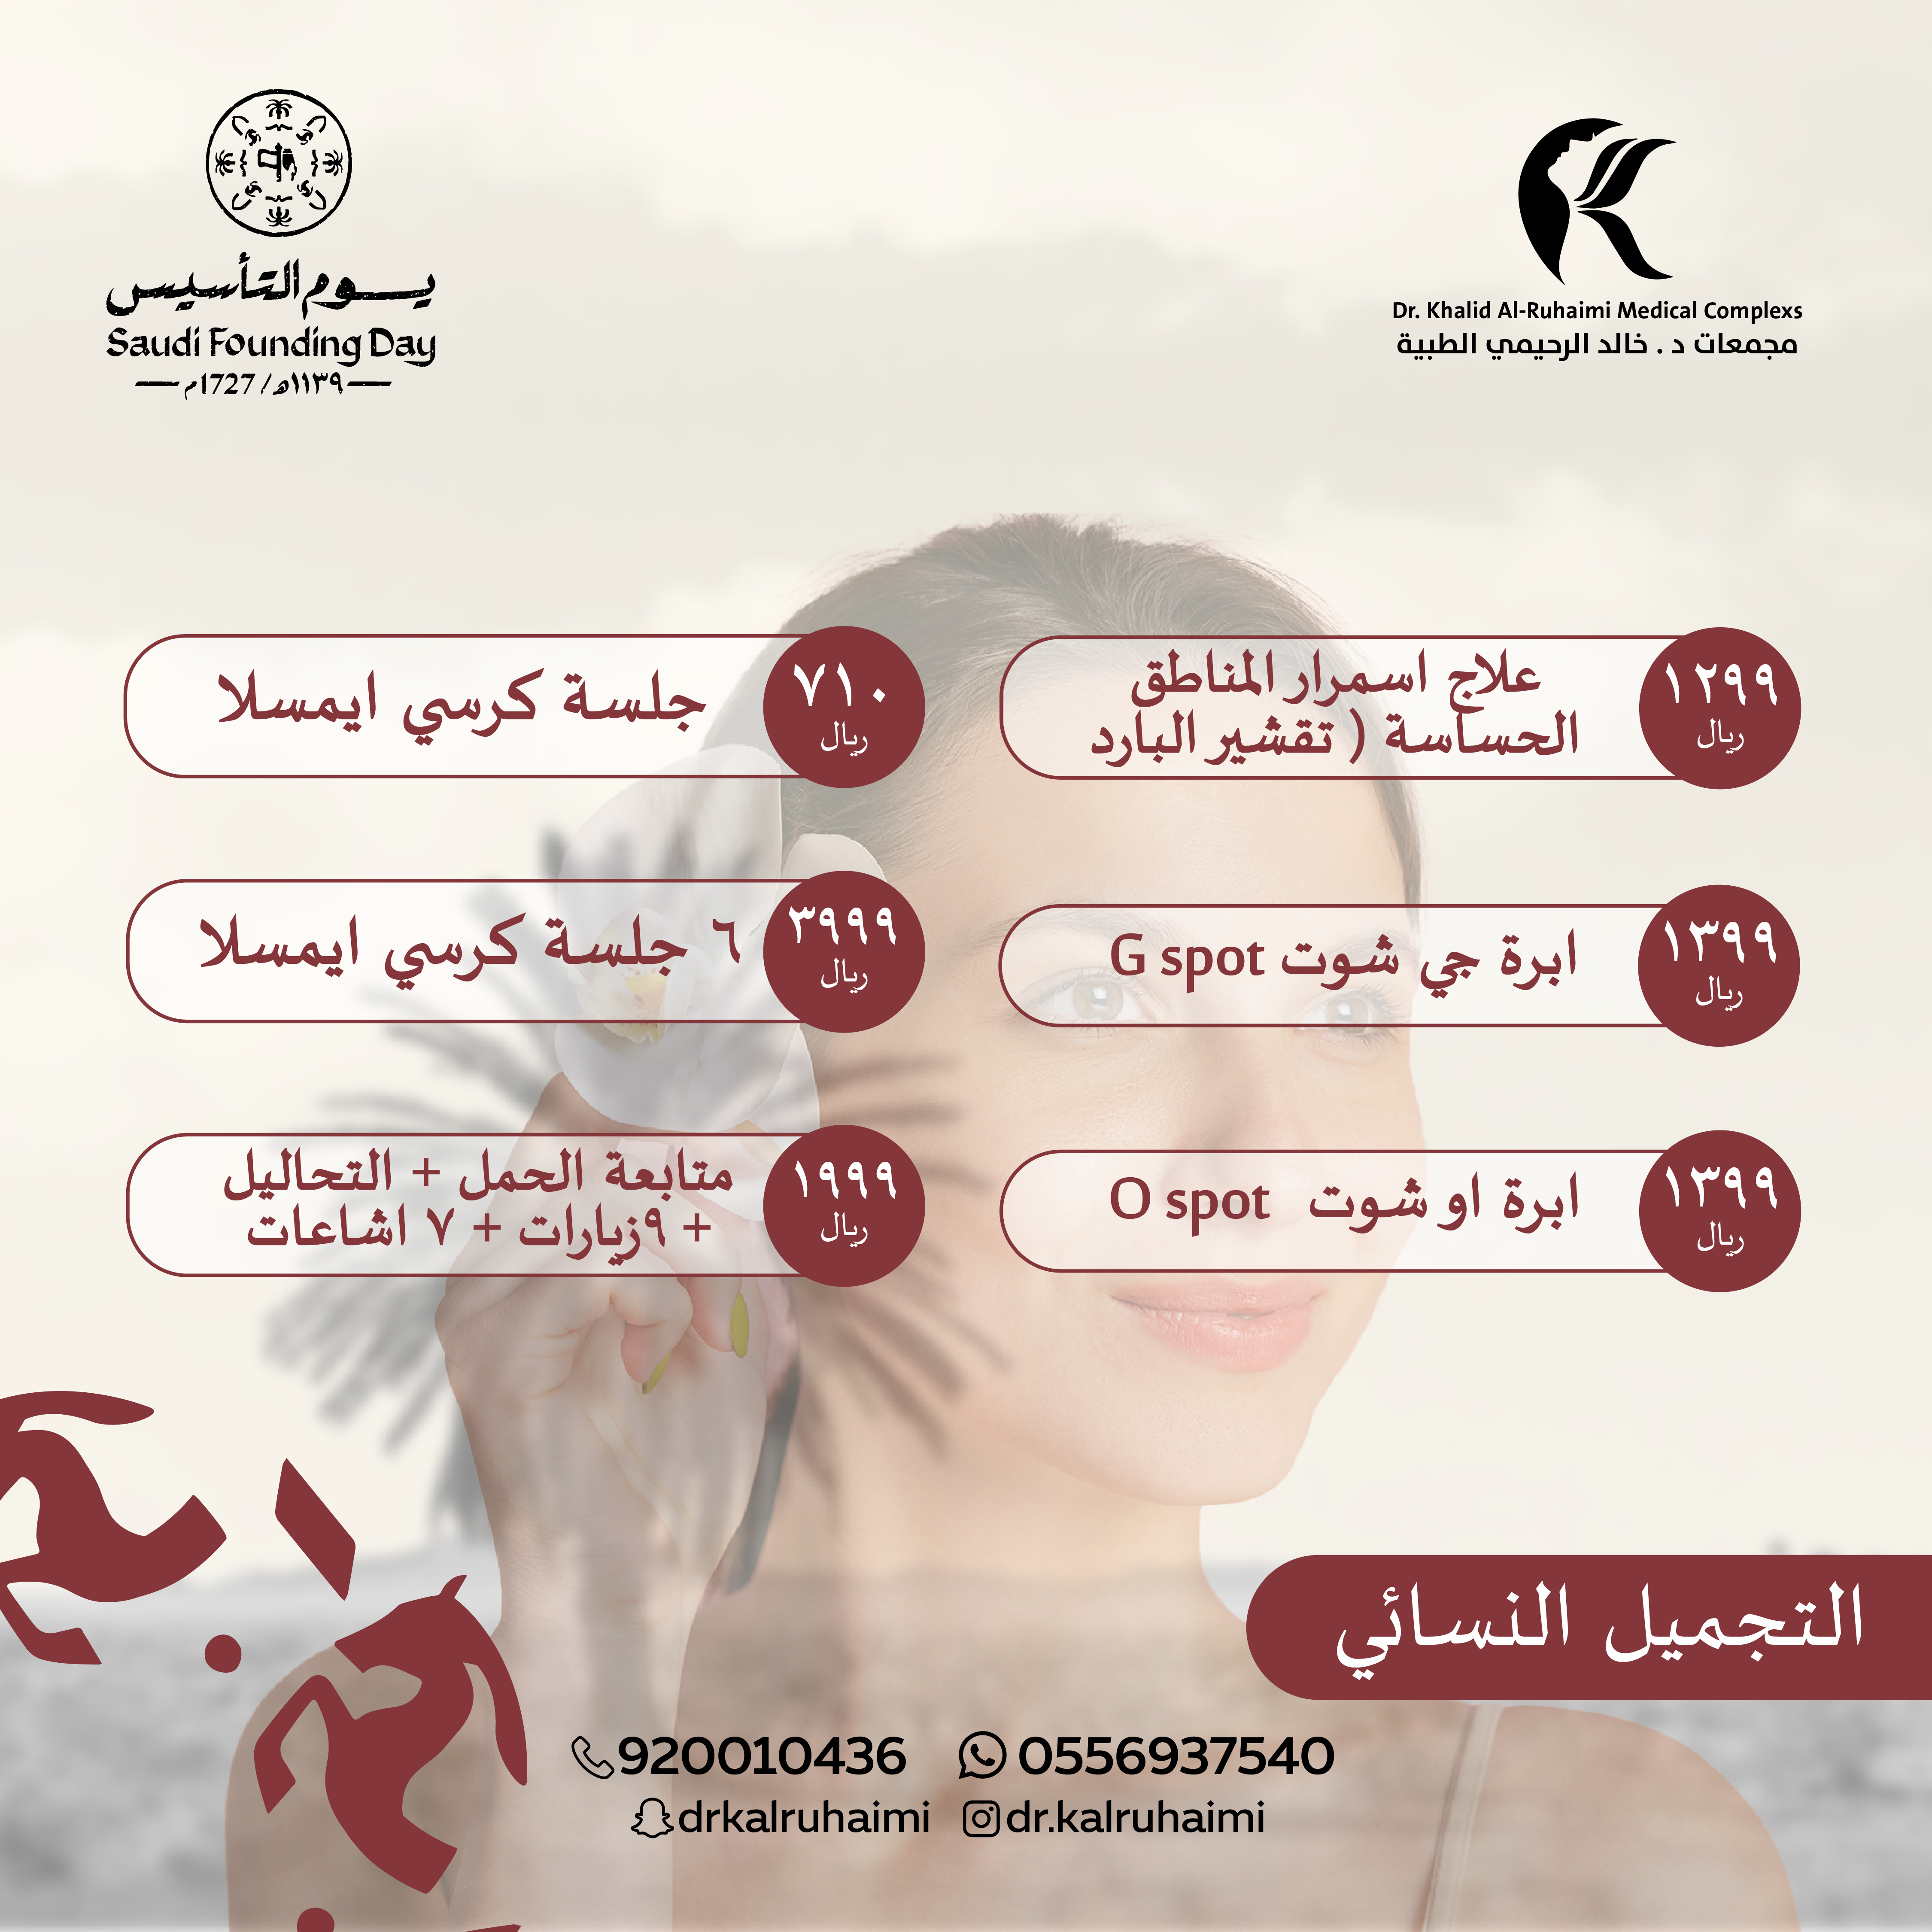 Dr. Khalid Al-Ruhaimi Medical Complexs
مجمعات د . خالد الرحيمي الطبية
يوم التأسيس
Saudi Founding Day
١١٣٩هـ / 1727م
١٢٩٩
ريال
علاج اسمرار المناطق
الحساسة ( تقشير البارد
١٣٩٩
ريال
ابرة جي شوت G spot
١٣٩٩
ريال
ابرة او شوت O spot
٧١٠
ريال
جلسة كرسي ايمسلا
٣٩٩٩
ريال
٦ جلسة كرسي ايمسلا
١٩٩٩
ريال
متابعة الحمل + التحاليل
+ ٩زيارات + ٧ اشاعات
التجميل النسائي
920010436 0556937540
drkalruhaimi dr.kalruhaimi